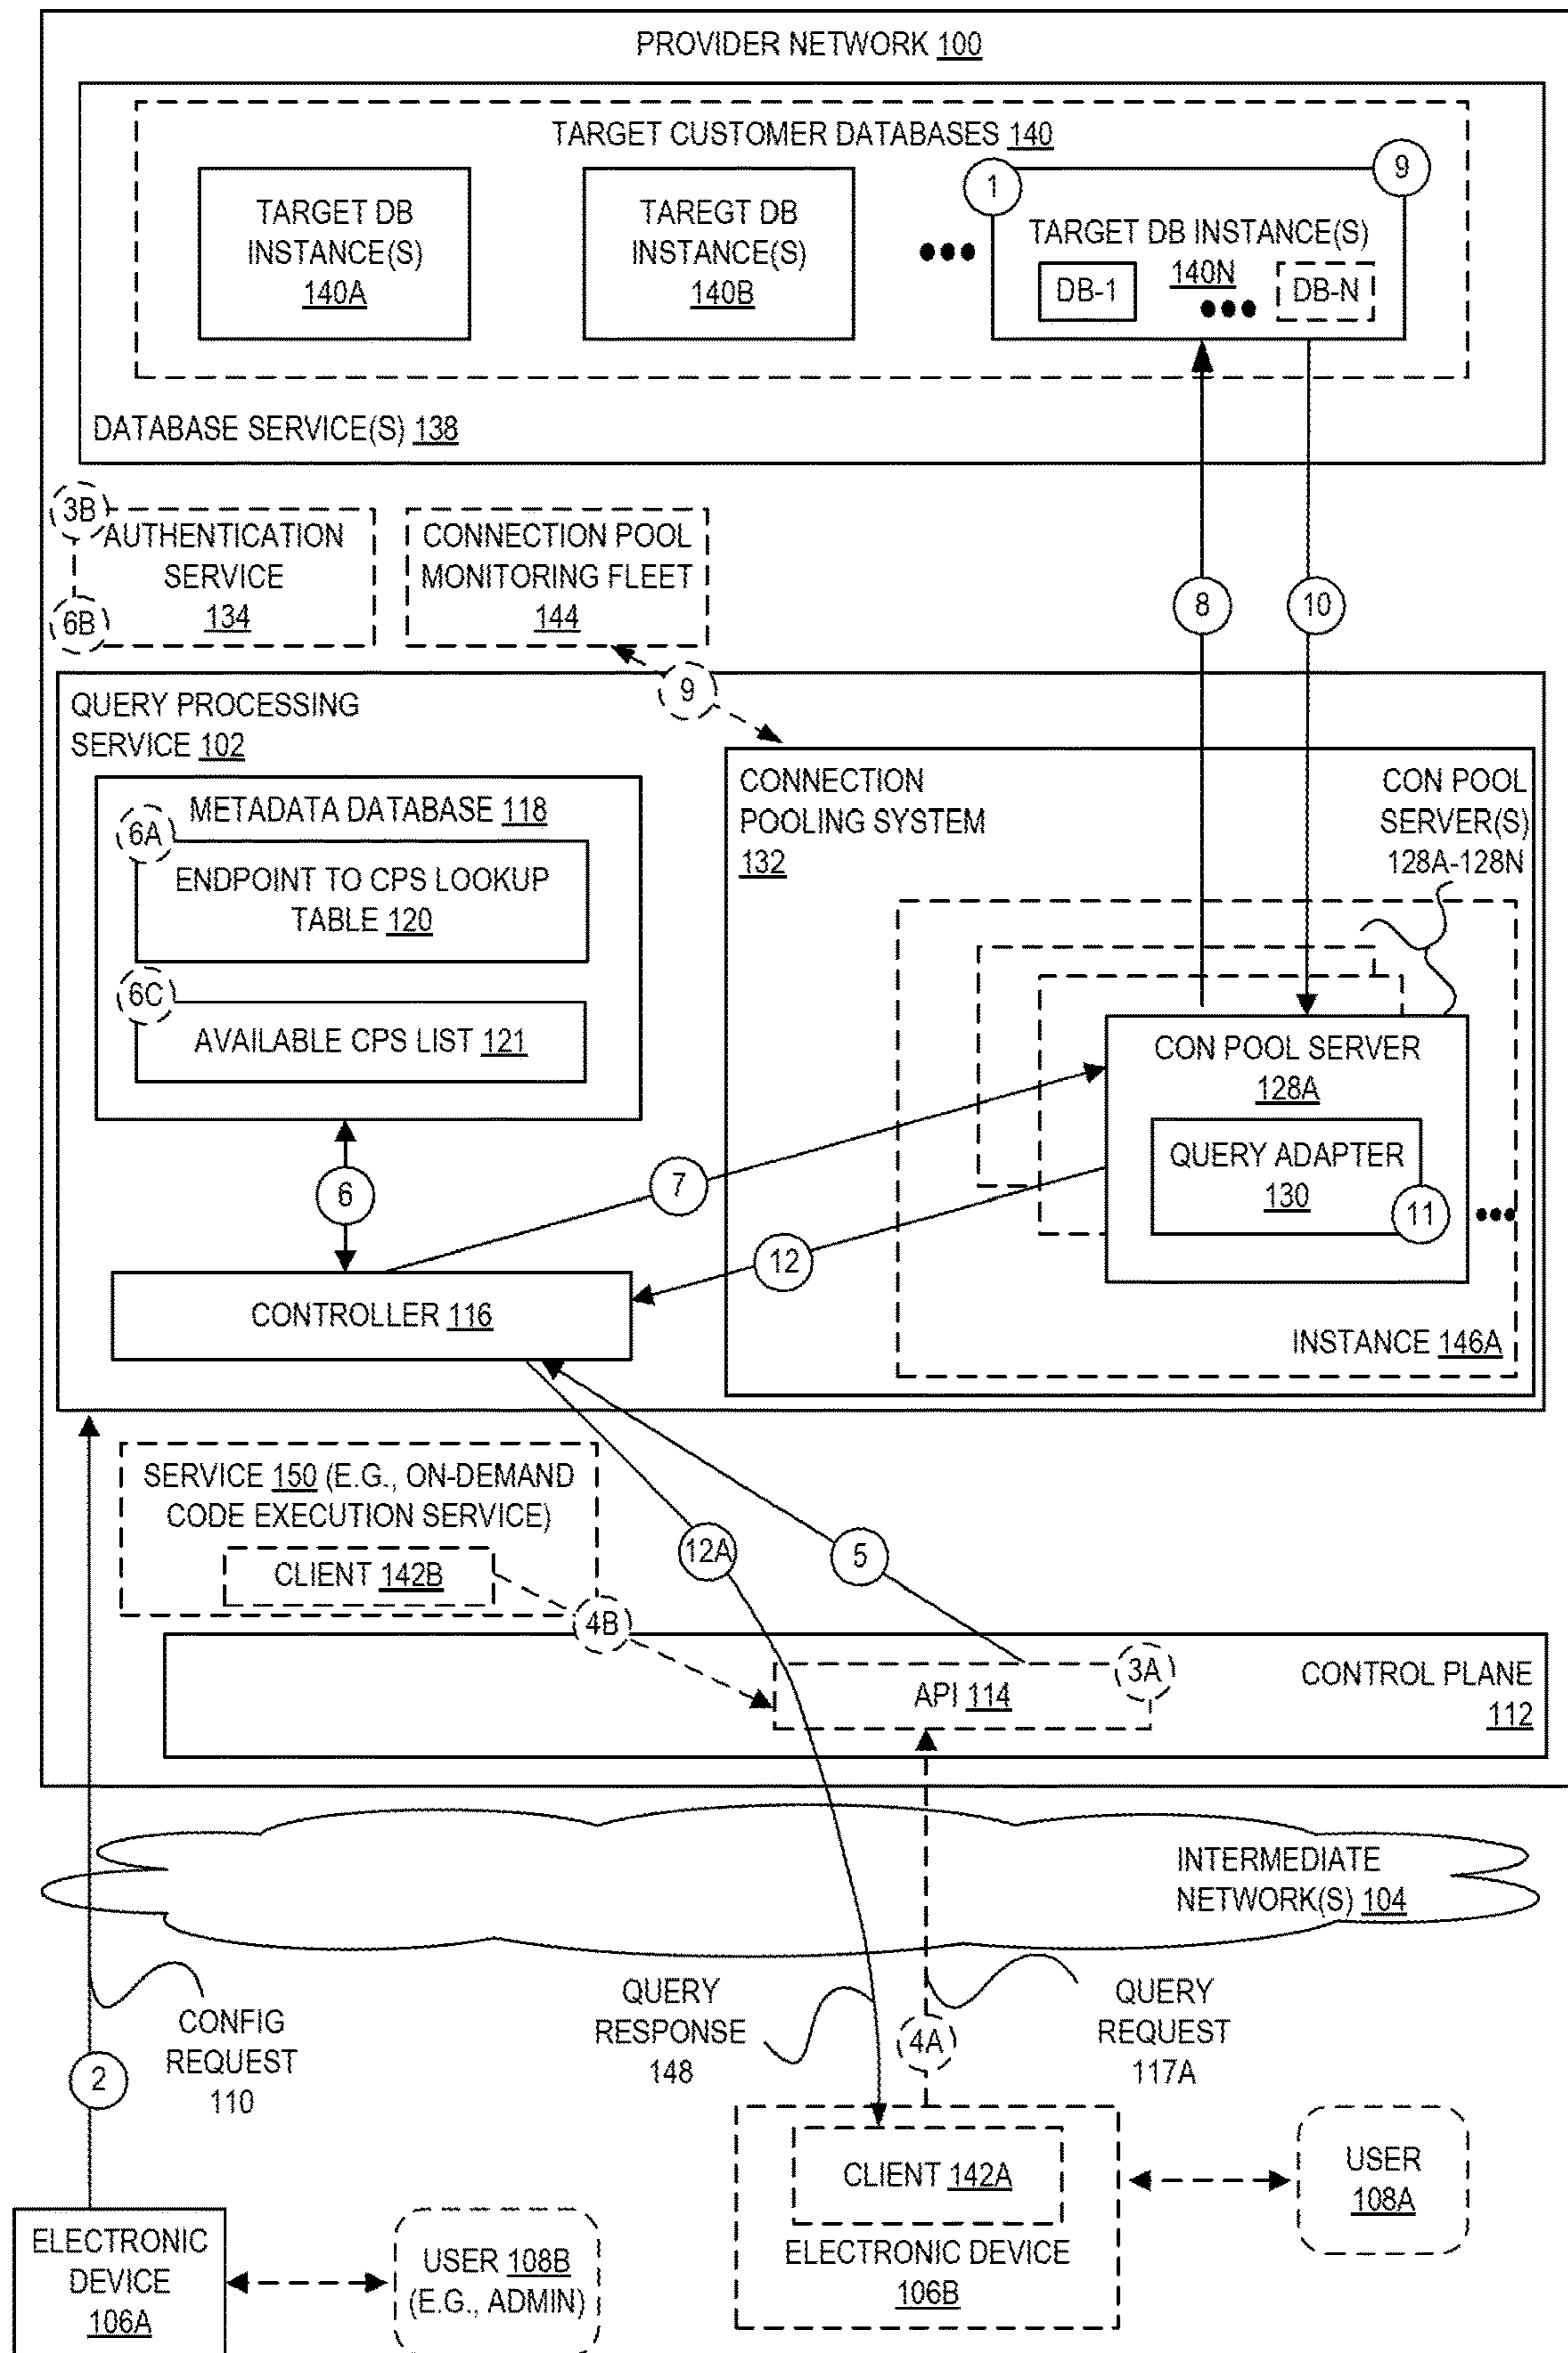 PROVIDER NETWORK 100
TARGET CUSTOMER DATABASES 140
TARGET DB
INSTANCE(S)
140A
TAREGT DB
INSTANCE(S)
140B
1
9
TARGET DB INSTANCE(S)
140N
DB-1
DB-N
DATABASE SERVICE(S) 138
3B
AUTHENTICATION
SERVICE
134
6B
CONNECTION POOL
MONITORING FLEET
144
8
10
9
QUERY PROCESSING
SERVICE 102
METADATA DATABASE 118
6A
ENDPOINT TO CPS LOOKUP
TABLE 120
6C
AVAILABLE CPS LIST 121
CONNECTION
POOLING SYSTEM
132
CON POOL
SERVER(S)
128A-128N
CON POOL SERVER
128A
QUERY ADAPTER
130
11
6
7
12
CONTROLLER 116
INSTANCE 146A
SERVICE 150 (E.G., ON-DEMAND
CODE EXECUTION SERVICE)
CLIENT 142B
12A
5
4B
API 114
3A
CONTROL PLANE
112
INTERMEDIATE
NETWORK(S) 104
CONFIG
REQUEST
110
2
QUERY
RESPONSE
148
4A
QUERY
REQUEST
117A
CLIENT 142A
ELECTRONIC DEVICE
106B
USER
108A
ELECTRONIC
DEVICE
106A
USER 108B
(E.G., ADMIN)